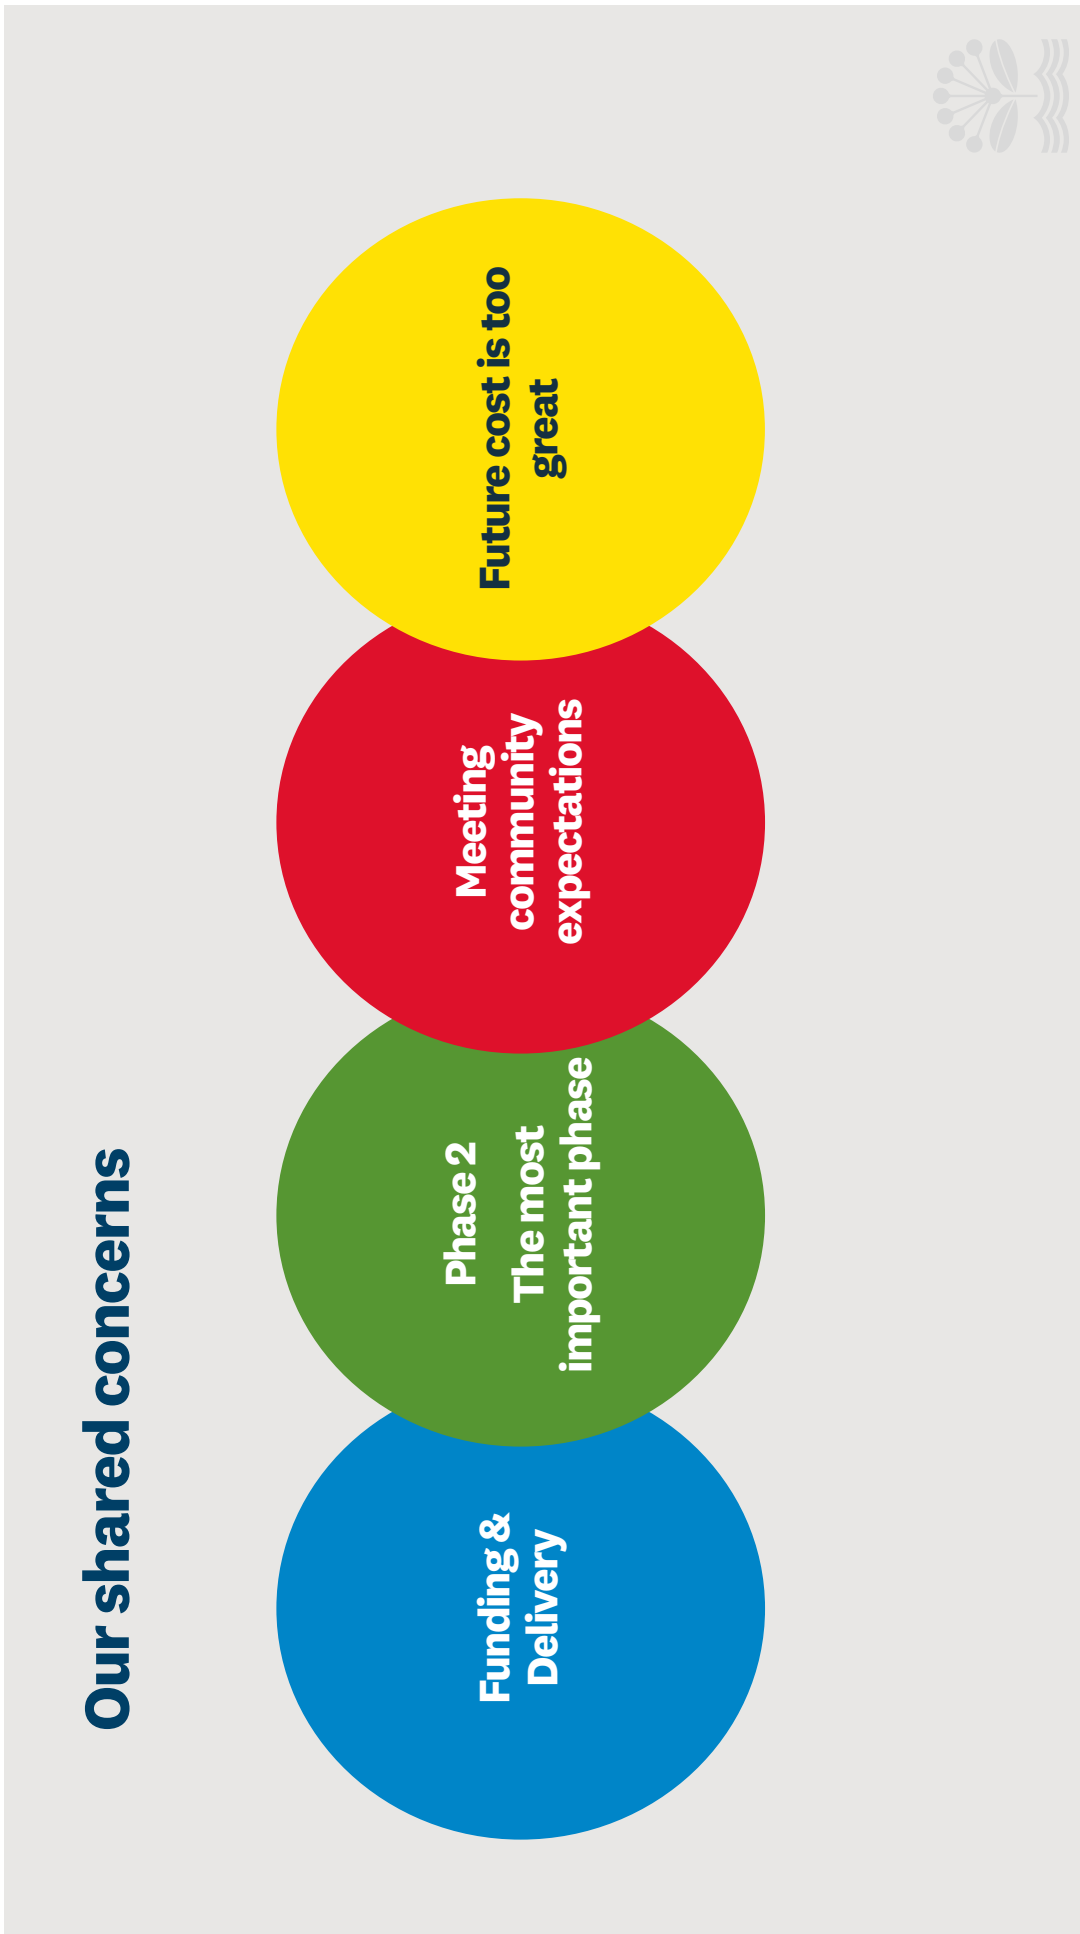 Our shared concerns
Funding &
Delivery
Phase 2
The most
important phase
Meeting
community
expectations
Future cost is too
great